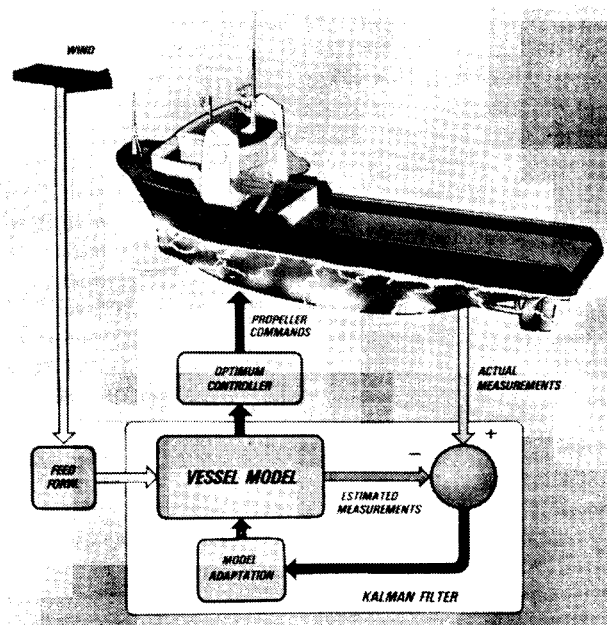 WIND
PROPELLER
COMMANDS
OPTIMUM
CONTROLLER
ACTUAL
MEASUREMENTS
+
−
FEED
FORW.
VESSEL MODEL
ESTIMATED
MEASUREMENTS
MODEL
ADAPTATION
KALMAN FILTER